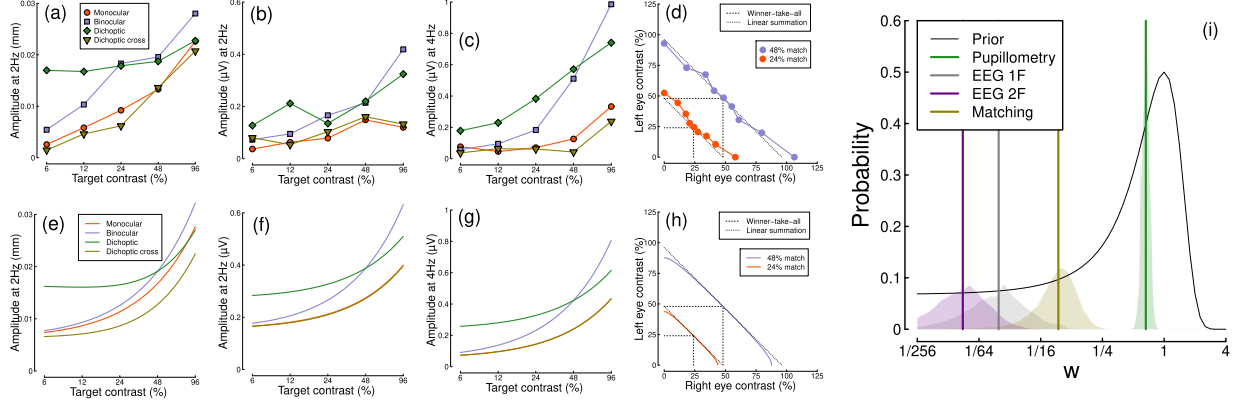 (a)
Monocular
Binocular
Dichoptic
Dichoptic cross
Amplitude at 2Hz (mm)
0.03
0.02
0.01
0
6 12 24 48 96
Target contrast (%)
(b)
Amplitude at 2Hz (µV)
0.6
0.4
0.2
0
6 12 24 48 96
Target contrast (%)
(c)
Amplitude at 4Hz (µV)
1
0.8
0.6
0.4
0.2
0
6 12 24 48 96
Target contrast (%)
(d)
Winner−take−all
Linear summation
48% match
24% match
Left eye contrast (%)
125
100
75
50
25
0
0 25 50 75 100 125
Right eye contrast (%)
(e)
Monocular
Binocular
Dichoptic
Dichoptic cross
Amplitude at 2Hz (mm)
0.03
0.02
0.01
0
6 12 24 48 96
Target contrast (%)
(f)
Amplitude at 2Hz (µV)
0.6
0.4
0.2
0
6 12 24 48 96
Target contrast (%)
(g)
Amplitude at 4Hz (µV)
1
0.8
0.6
0.4
0.2
0
6 12 24 48 96
Target contrast (%)
(h)
Winner−take−all
Linear summation
48% match
24% match
Left eye contrast (%)
125
100
75
50
25
0
0 25 50 75 100 125
Right eye contrast (%)
(i)
Prior
Pupillometry
EEG 1F
EEG 2F
Matching
Probability
0.6
0.5
0.4
0.3
0.2
0.1
0
1/256 1/64 1/16 1/4 1 4
w